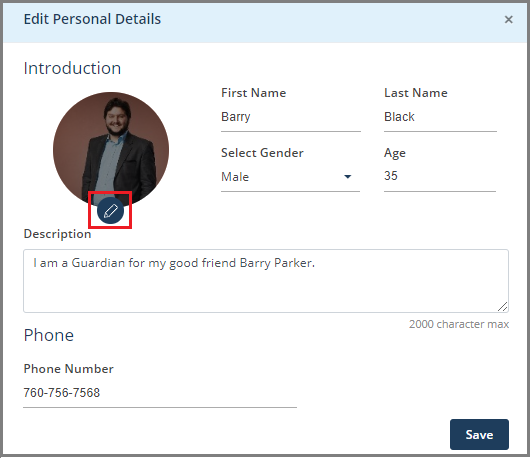 Edit Personal Details ×
Introduction
First Name Last Name
Barry Black
Select Gender Age
Male 35
Description
I am a Guardian for my good friend Barry Parker.
2000 character max
Phone
Phone Number
760-756-7568
Save